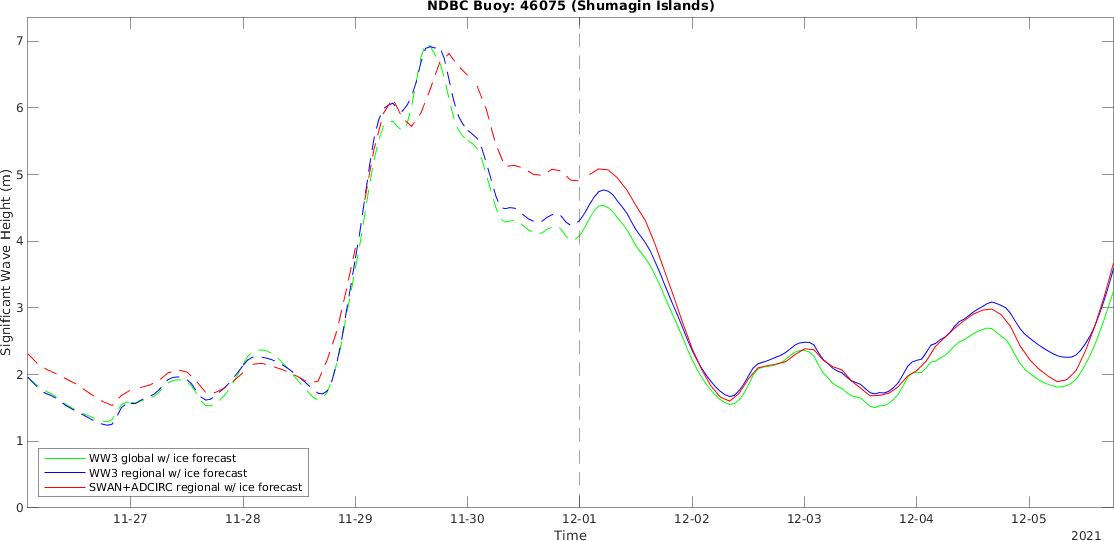 NDBC Buoy: 46075 (Shumagin Islands)
7
6
5
4
3
2
1
0
Significant Wave Height (m)
WW3 global w/ ice forecast
WW3 regional w/ ice forecast
SWAN+ADCIRC regional w/ ice forecast
11-27 11-28 11-29 11-30 12-01 12-02 12-03 12-04 12-05
Time
2021